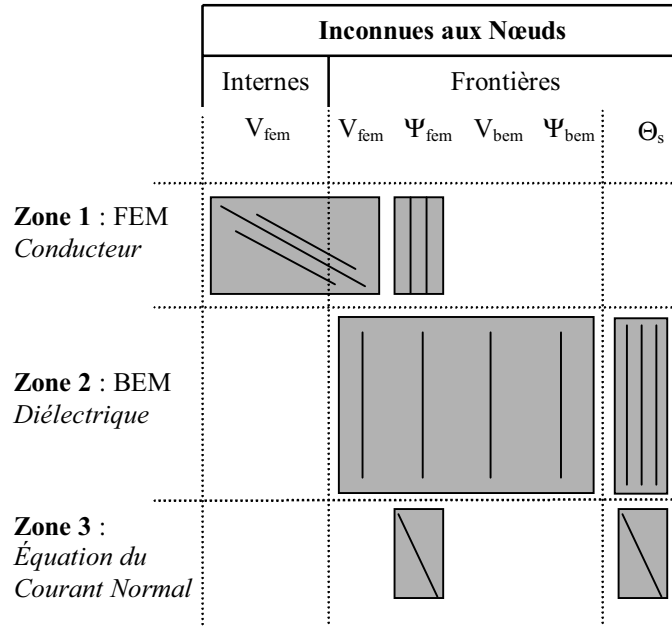 Inconnues aux Nœuds
Internes
Frontières
V_fem
V_fem Ψ_fem V_bem Ψ_bem Θ_s
Zone 1 : FEM
Conducteur
Zone 2 : BEM
Diélectrique
Zone 3 :
Équation du
Courant Normal